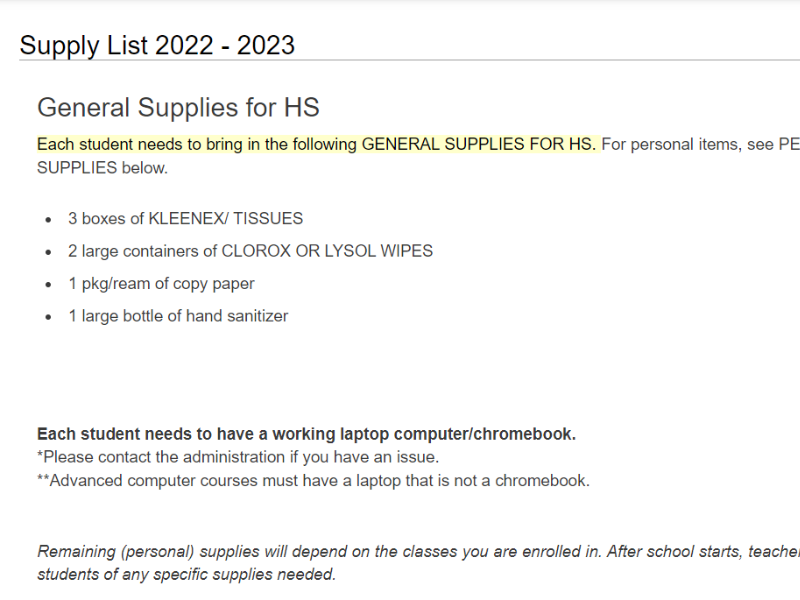 Supply List 2022 - 2023
General Supplies for HS
Each student needs to bring in the following GENERAL SUPPLIES FOR HS. For personal items, see PE
SUPPLIES below.
• 3 boxes of KLEENEX/ TISSUES
• 2 large containers of CLOROX OR LYSOL WIPES
• 1 pkg/ream of copy paper
• 1 large bottle of hand sanitizer
Each student needs to have a working laptop computer/chromebook.
*Please contact the administration if you have an issue.
**Advanced computer courses must have a laptop that is not a chromebook.
Remaining (personal) supplies will depend on the classes you are enrolled in. After school starts, teacher
students of any specific supplies needed.